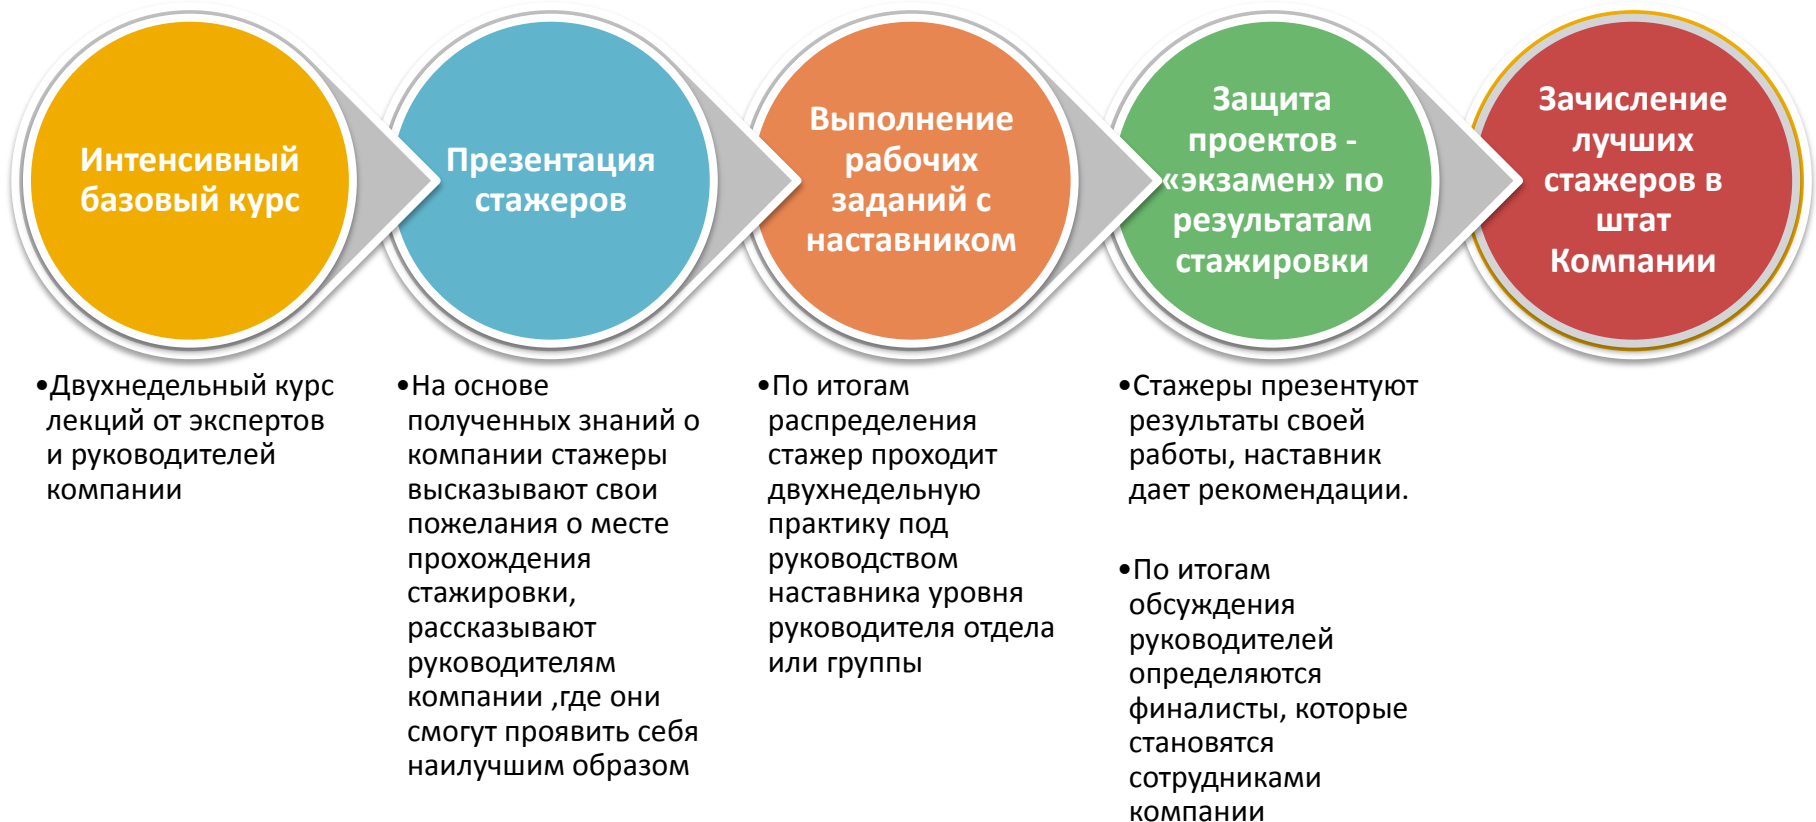 Интенсивный
базовый курс
•Двухнедельный курс
лекций от экспертов
и руководителей
компании
Презентация
стажеров
•На основе
полученных знаний о
компании стажеры
высказывают свои
пожелания о месте
прохождения
стажировки,
рассказывают
руководителям
компании ,где они
смогут проявить себя
наилучшим образом
Выполнение
рабочих
заданий с
наставником
•По итогам
распределения
стажер проходит
двухнедельную
практику под
руководством
наставника уровня
руководителя отдела
или группы
Защита
проектов -
«экзамен» по
результатам
стажировки
•Стажеры презентуют
результаты своей
работы, наставник
дает рекомендации.
•По итогам
обсуждения
руководителей
определяются
финалисты, которые
становятся
сотрудниками
компании
Зачисление
лучших
стажеров в
штат
Компании